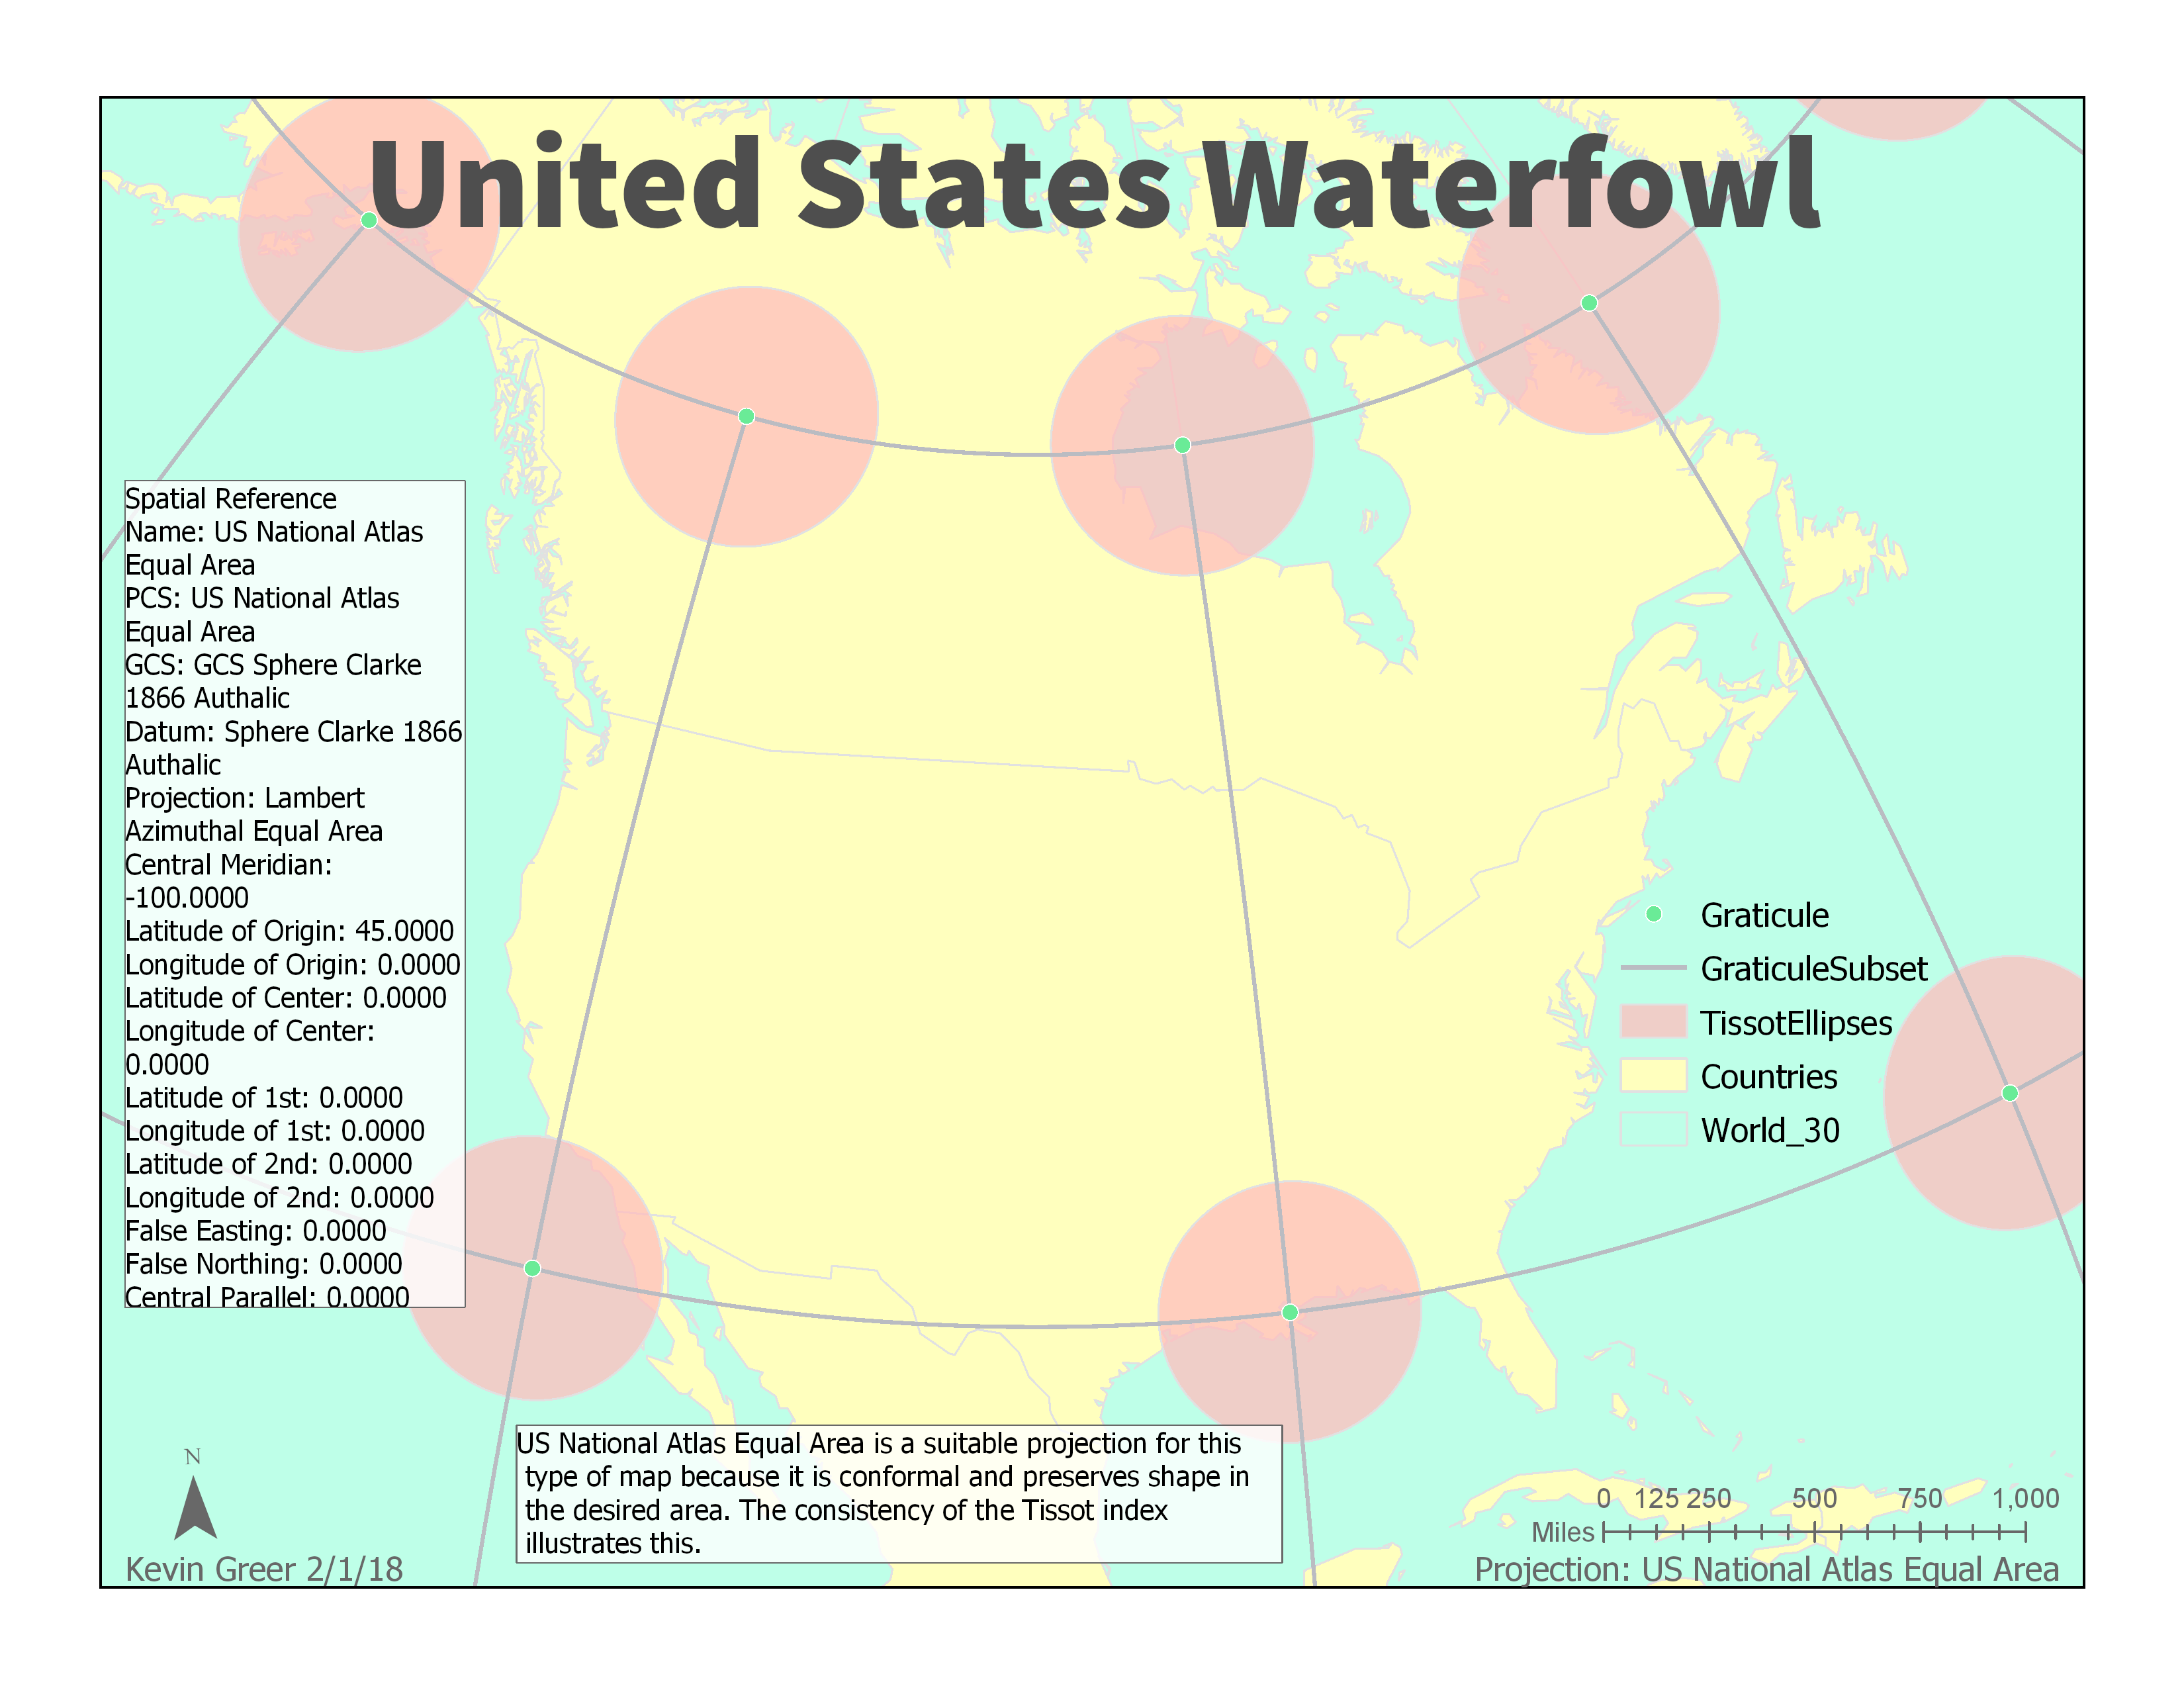 United States Waterfowl
Spatial Reference
Name: US National Atlas
Equal Area
PCS: US National Atlas
Equal Area
GCS: GCS Sphere Clarke
1866 Authalic
Datum: Sphere Clarke 1866
Authalic
Projection: Lambert
Azimuthal Equal Area
Central Meridian:
-100.0000
Latitude of Origin: 45.0000
Longitude of Origin: 0.0000
Latitude of Center: 0.0000
Longitude of Center:
0.0000
Latitude of 1st: 0.0000
Longitude of 1st: 0.0000
Latitude of 2nd: 0.0000
Longitude of 2nd: 0.0000
False Easting: 0.0000
False Northing: 0.0000
Central Parallel: 0.0000
Graticule
GraticuleSubset
TissotEllipses
Countries
World_30
US National Atlas Equal Area is a suitable projection for this
type of map because it is conformal and preserves shape in
the desired area. The consistency of the Tissot index
illustrates this.
N
Kevin Greer 2/1/18
0 125 250 500 750 1,000
Miles
Projection: US National Atlas Equal Area